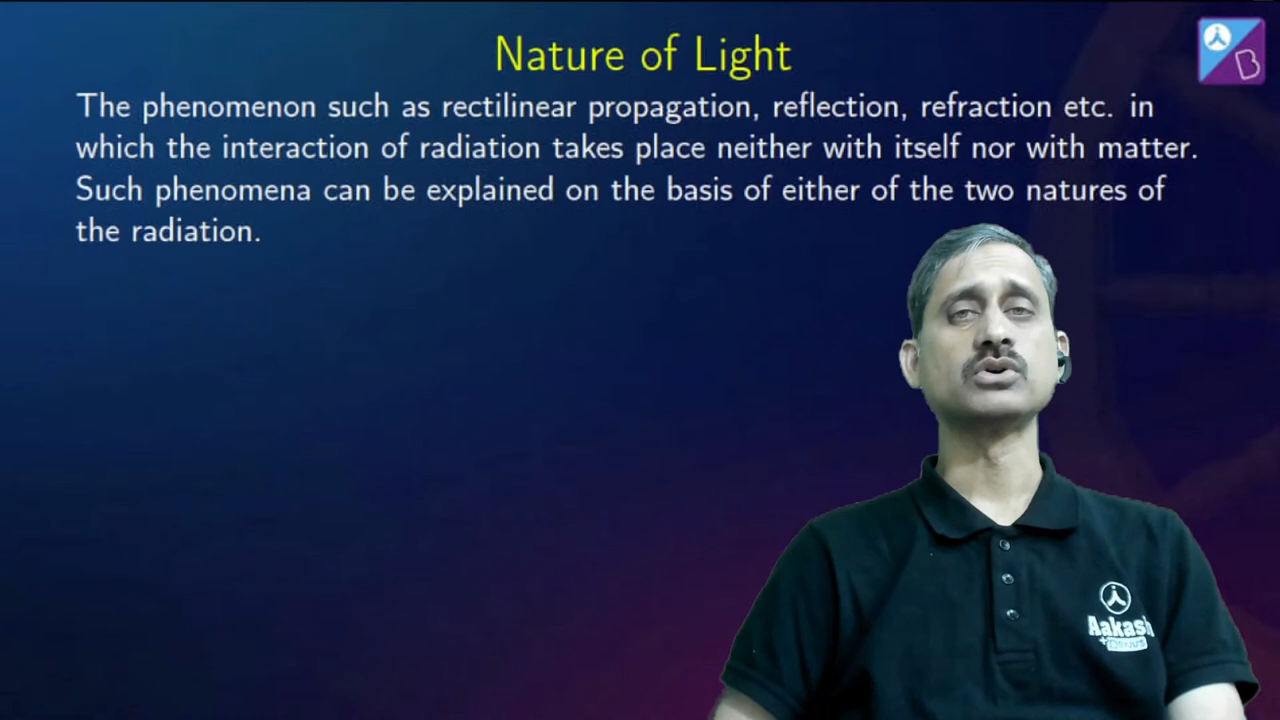 Nature of Light
The phenomenon such as rectilinear propagation, reflection, refraction etc. in
which the interaction of radiation takes place neither with itself nor with matter.
Such phenomena can be explained on the basis of either of the two natures of
the radiation.
B
Aakash